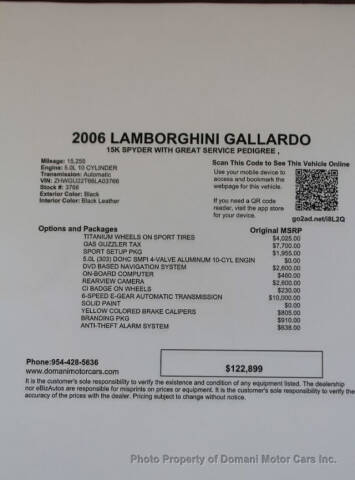 2006 LAMBORGHINI GALLARDO
15K SPYDER WITH GREAT SERVICE PEDIGREE ,
Mileage: 15,250
Engine: 5.0L 10 CYLINDER
Transmission: Automatic
VIN: ZHWGU22T66LA03766
Stock #: 3766
Exterior Color: Black
Interior Color: Black Leather
Scan This Code to See This Vehicle Online
Use your mobile device to
access and bookmark the
webpage for this vehicle.
If you need a QR code
reader, visit the app store
for your device.
go2ad.net/i8L2Q
Options and Packages Original MSRP
TITANIUM WHEELS ON SPORT TIRES $4,025.00
GAS GUZZLER TAX $7,700.00
SPORT SETUP PKG $1,955.00
5.0L (303) DOHC SMFI 4-VALVE ALUMINUM 10-CYL ENGIN $0.00
DVD BASED NAVIGATION SYSTEM $2,600.00
ON-BOARD COMPUTER $460.00
REARVIEW CAMERA $2,600.00
CI BADGE ON WHEELS $230.00
6-SPEED E-GEAR AUTOMATIC TRANSMISSION $10,000.00
SOLID PAINT $0.00
YELLOW COLORED BRAKE CALIPERS $805.00
BRANDING PKG $910.00
ANTI-THEFT ALARM SYSTEM $638.00
Phone:954-428-5636
www.domanimotorcars.com
$122,899
It is the customer's sole responsibility to verify the existence and condition of any equipment listed. The dealership
nor eBizAutos are responsible for misprints on prices or equipment. It is the customer's sole responsibility to verify the
accuracy of the prices with the dealer. Pricing subject to change without notice.
Photo Property of Domani Motor Cars Inc.